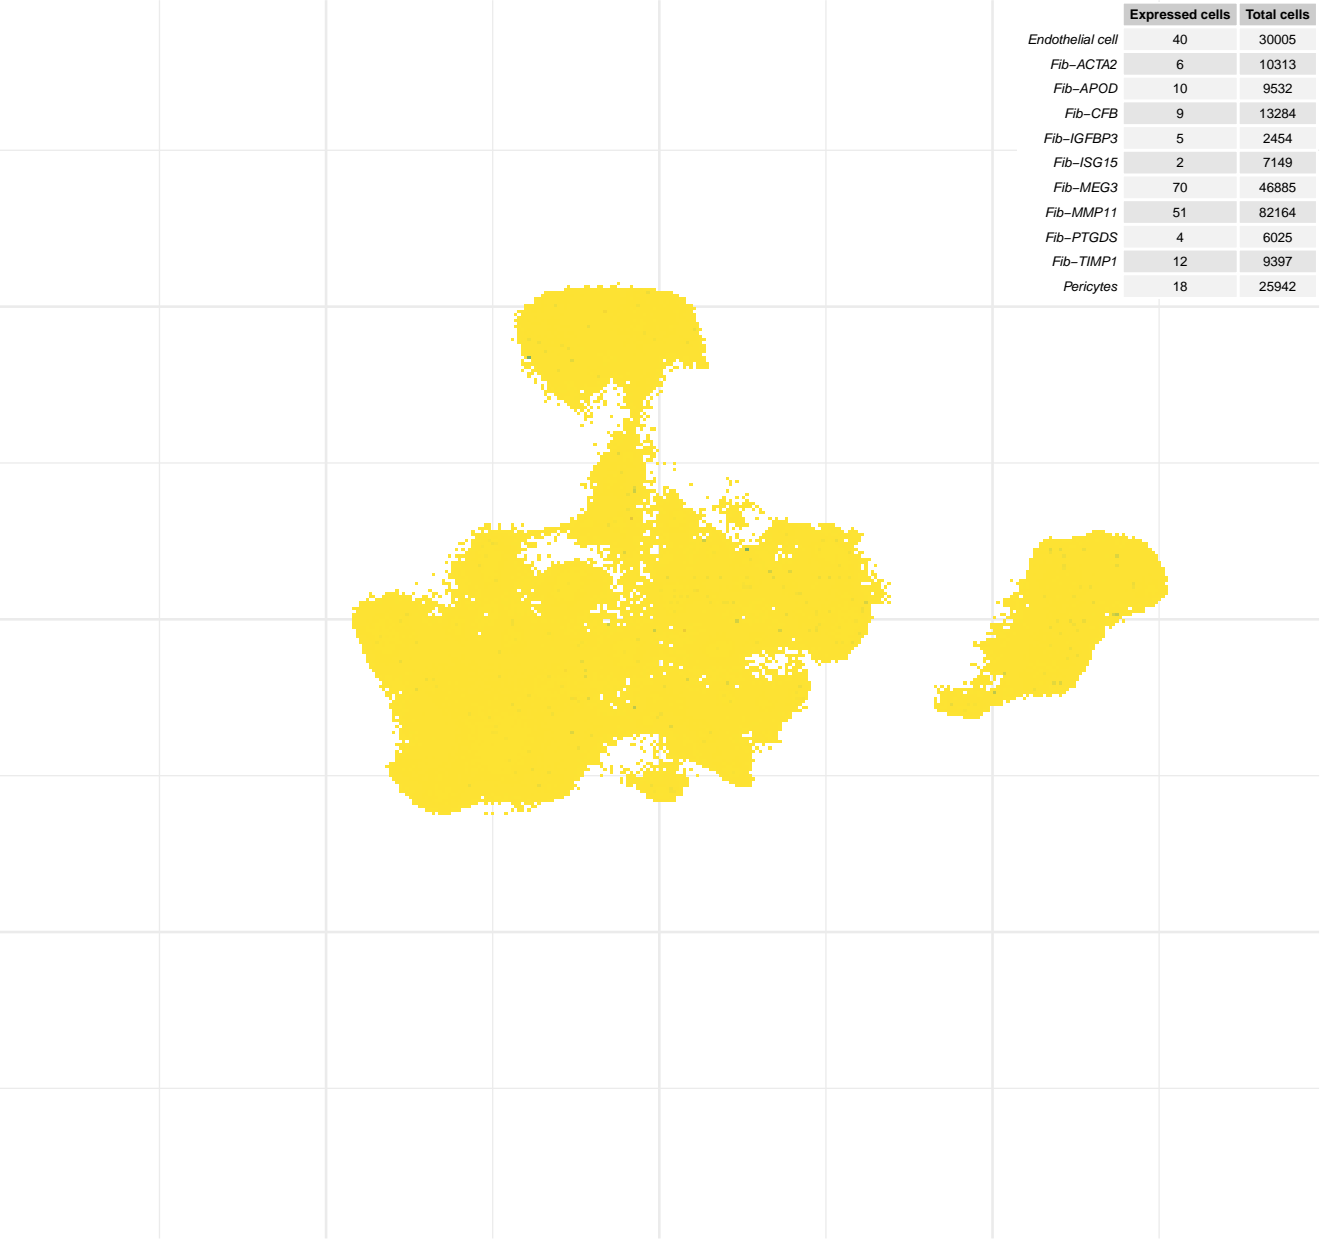 Expressed cells Total cells
Endothelial cell 40 30005
Fib−ACTA2 6 10313
Fib−APOD 10 9532
Fib−CFB 9 13284
Fib−IGFBP3 5 2454
Fib−ISG15 2 7149
Fib−MEG3 70 46885
Fib−MMP11 51 82164
Fib−PTGDS 4 6025
Fib−TIMP1 12 9397
Pericytes 18 25942